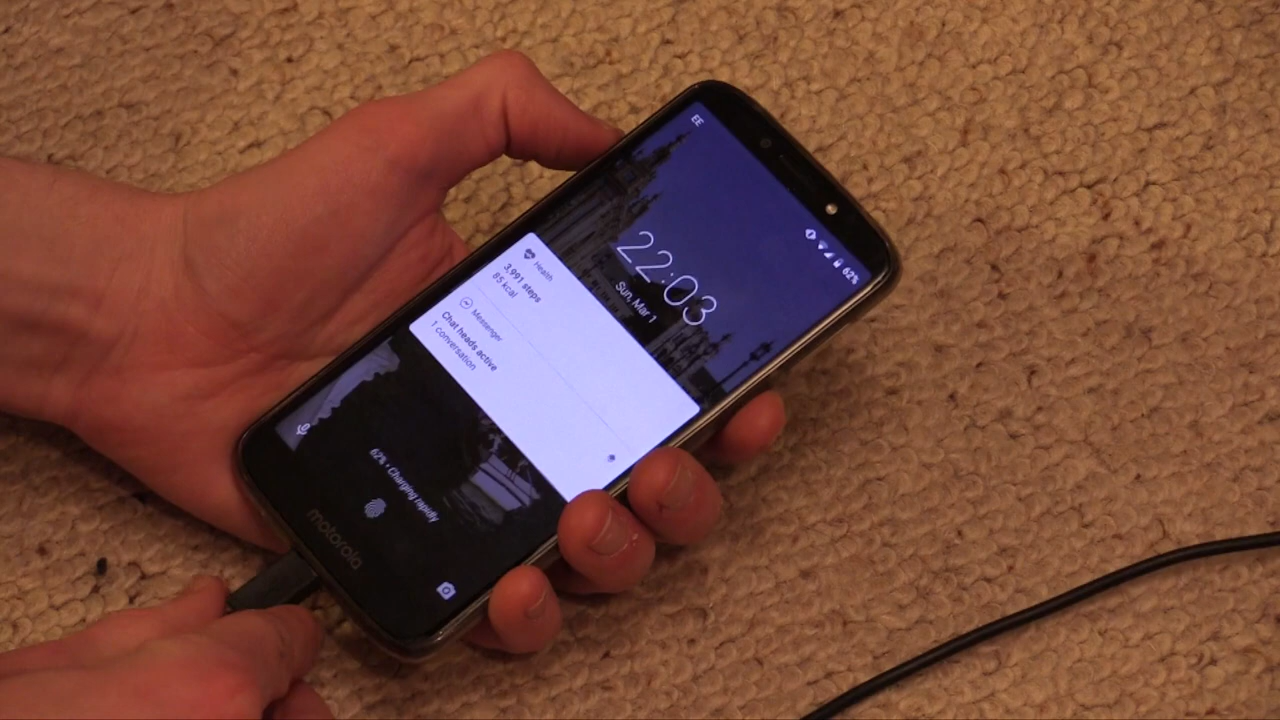 EE
62%
22:03
Sun, Mar 1
Health
3,991 steps
85 kcal
Messenger
Chat heads active
1 conversation
62% • Charging rapidly
motorola